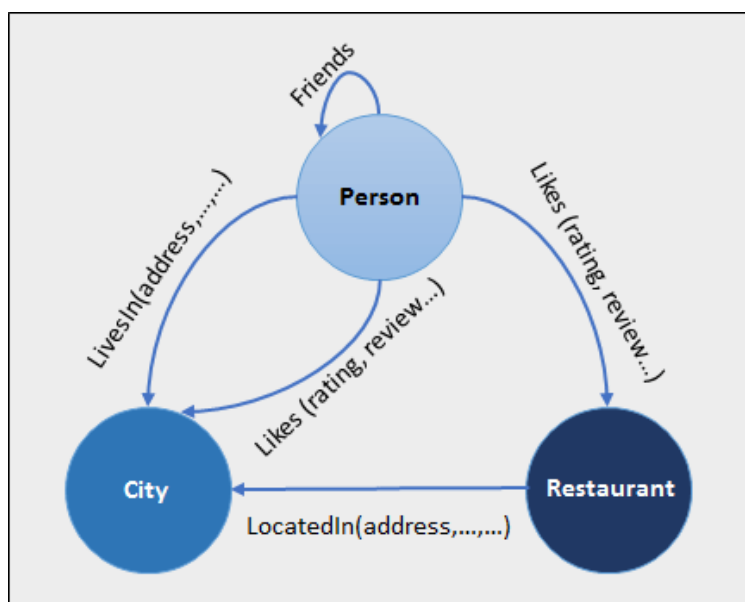 Friends
Person
LivesIn(address,...,...)
Likes (rating, review...)
Likes (rating, review...)
City
Restaurant
LocatedIn(address,...,...)